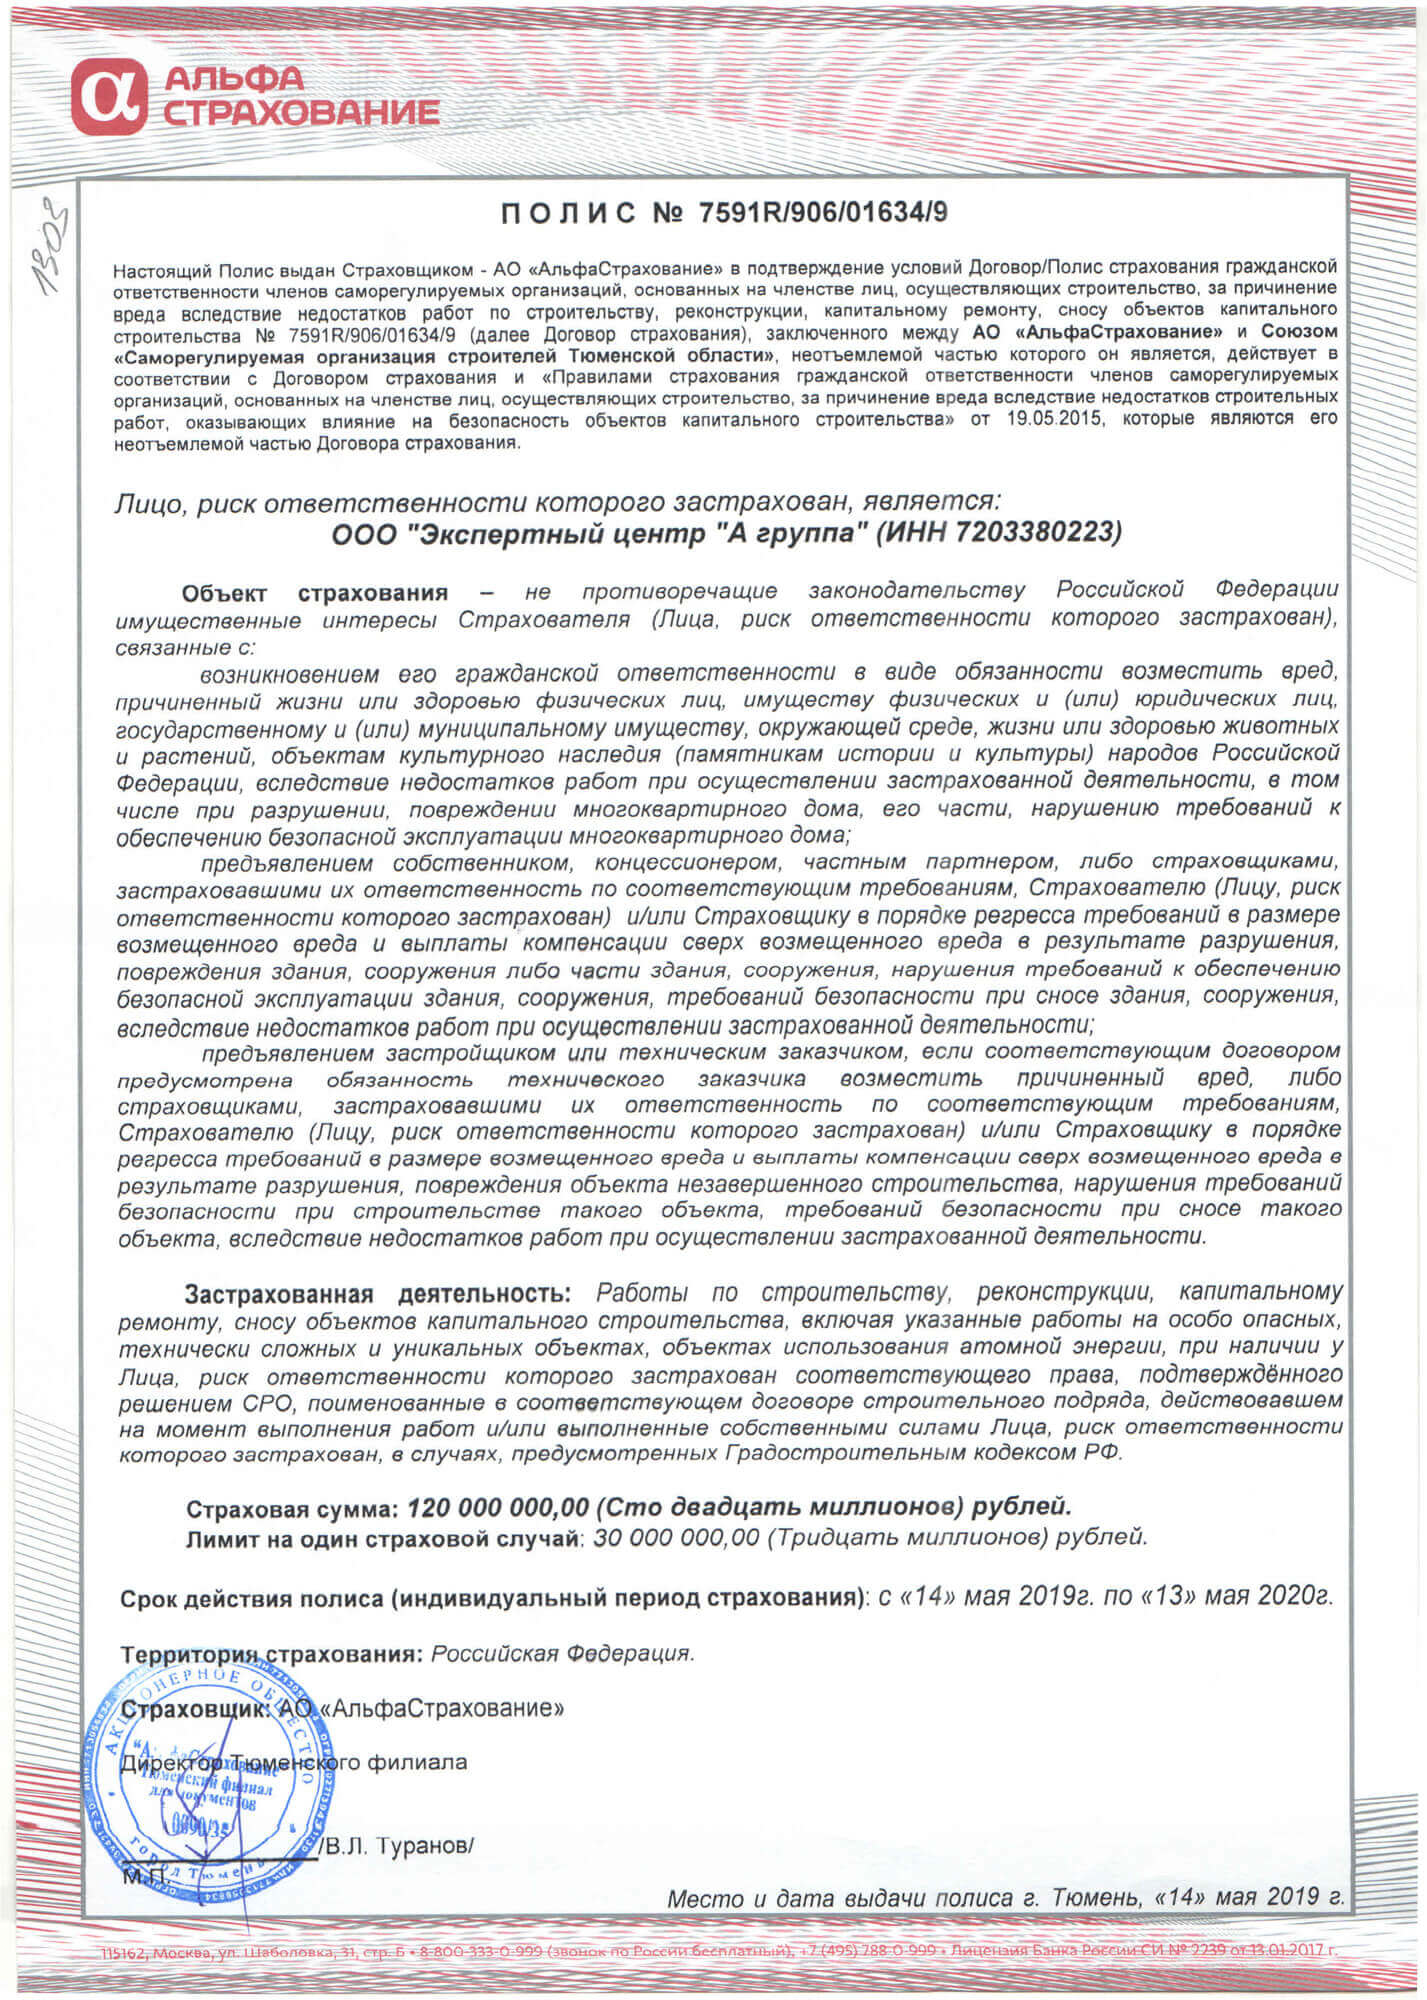 АЛЬФА
СТРАХОВАНИЕ
1303
ПОЛИС № 7591R/906/01634/9
Настоящий Полис выдан Страховщиком - АО «АльфаСтрахование» в подтверждение условий Договор/Полис страхования гражданской
ответственности членов саморегулируемых организаций, основанных на членстве лиц, осуществляющих строительство, за причинение
вреда вследствие недостатков работ по строительству, реконструкции, капитальному ремонту, сносу объектов капитального
строительства № 7591R/906/01634/9 (далее Договор страхования), заключенного между АО «АльфаСтрахование» и Союзом
«Саморегулируемая организация строителей Тюменской области», неотъемлемой частью которого он является, действует в
соответствии с Договором страхования и «Правилами страхования гражданской ответственности членов саморегулируемых
организаций, основанных на членстве лиц, осуществляющих строительство, за причинение вреда вследствие недостатков строительных
работ, оказывающих влияние на безопасность объектов капитального строительства» от 19.05.2015, которые являются его
неотъемлемой частью Договора страхования.
Лицо, риск ответственности которого застрахован, является:
ООО "Экспертный центр "А группа" (ИНН 7203380223)
Объект страхования – не противоречащие законодательству Российской Федерации
имущественные интересы Страхователя (Лица, риск ответственности которого застрахован),
связанные с:
возникновением его гражданской ответственности в виде обязанности возместить вред,
причиненный жизни или здоровью физических лиц, имуществу физических и (или) юридических лиц,
государственному и (или) муниципальному имуществу, окружающей среде, жизни или здоровью животных
и растений, объектам культурного наследия (памятникам истории и культуры) народов Российской
Федерации, вследствие недостатков работ при осуществлении застрахованной деятельности, в том
числе при разрушении, повреждении многоквартирного дома, его части, нарушению требований к
обеспечению безопасной эксплуатации многоквартирного дома;
предъявлением собственником, концессионером, частным партнером, либо страховщиками,
застраховавшими их ответственность по соответствующим требованиям, Страхователю (Лицу, риск
ответственности которого застрахован) и/или Страховщику в порядке регресса требований в размере
возмещенного вреда и выплаты компенсации сверх возмещенного вреда в результате разрушения,
повреждения здания, сооружения либо части здания, сооружения, нарушения требований к обеспечению
безопасной эксплуатации здания, сооружения, требований безопасности при сносе здания, сооружения,
вследствие недостатков работ при осуществлении застрахованной деятельности;
предъявлением застройщиком или техническим заказчиком, если соответствующим договором
предусмотрена обязанность технического заказчика возместить причиненный вред, либо
страховщиками, застраховавшими их ответственность по соответствующим требованиям,
Страхователю (Лицу, риск ответственности которого застрахован) и/или Страховщику в порядке
регресса требований в размере возмещенного вреда и выплаты компенсации сверх возмещенного вреда в
результате разрушения, повреждения объекта незавершенного строительства, нарушения требований
безопасности при строительстве такого объекта, требований безопасности при сносе такого
объекта, вследствие недостатков работ при осуществлении застрахованной деятельности.
Застрахованная деятельность: Работы по строительству, реконструкции, капитальному
ремонту, сносу объектов капитального строительства, включая указанные работы на особо опасных,
технически сложных и уникальных объектах, объектах использования атомной энергии, при наличии у
Лица, риск ответственности которого застрахован соответствующего права, подтверждённого
решением СРО, поименованные в соответствующем договоре строительного подряда, действовавшем
на момент выполнения работ и/или выполненные собственными силами Лица, риск ответственности
которого застрахован, в случаях, предусмотренных Градостроительным кодексом РФ.
Страховая сумма: 120 000 000,00 (Сто двадцать миллионов) рублей.
Лимит на один страховой случай: 30 000 000,00 (Тридцать миллионов) рублей.
Срок действия полиса (индивидуальный период страхования): с «14» мая 2019г. по «13» мая 2020г.
Территория страхования: Российская Федерация.
Страховщик: АО «АльфаСтрахование»
Директор Тюменского филиала
/В.Л. Туранов/
М.П.
АКЦИОНЕРНОЕ ОБЩЕСТВО
Тюменский филиал
для документов
город Тюмень
Место и дата выдачи полиса г. Тюмень, «14» мая 2019 г.
115162, Москва, ул. Шаболовка, 31, стр. Б • 8-800-333-0-999 (звонок по России бесплатный), +7 (495) 788-0-999 • Лицензия Банка России СИ № 2239 от 13.01.2017 г.